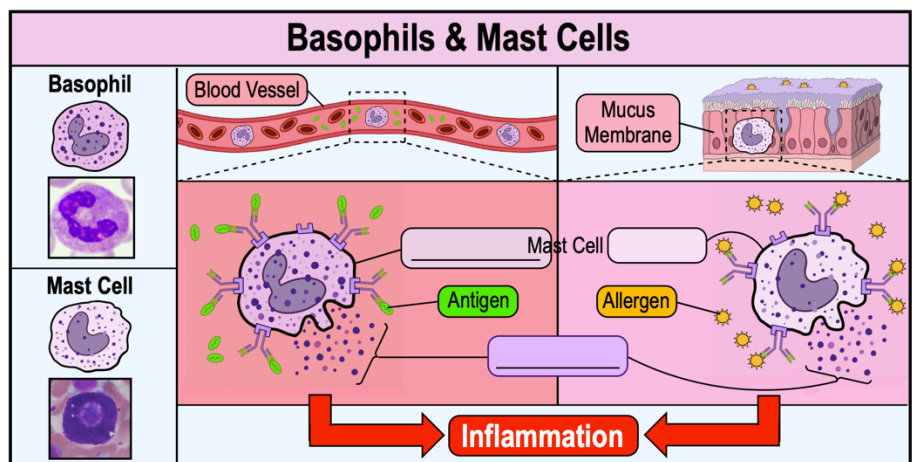 Basophils & Mast Cells
Basophil
Mast Cell
Blood Vessel
Mucus
Membrane
Mast Cell
Antigen
Allergen
Inflammation